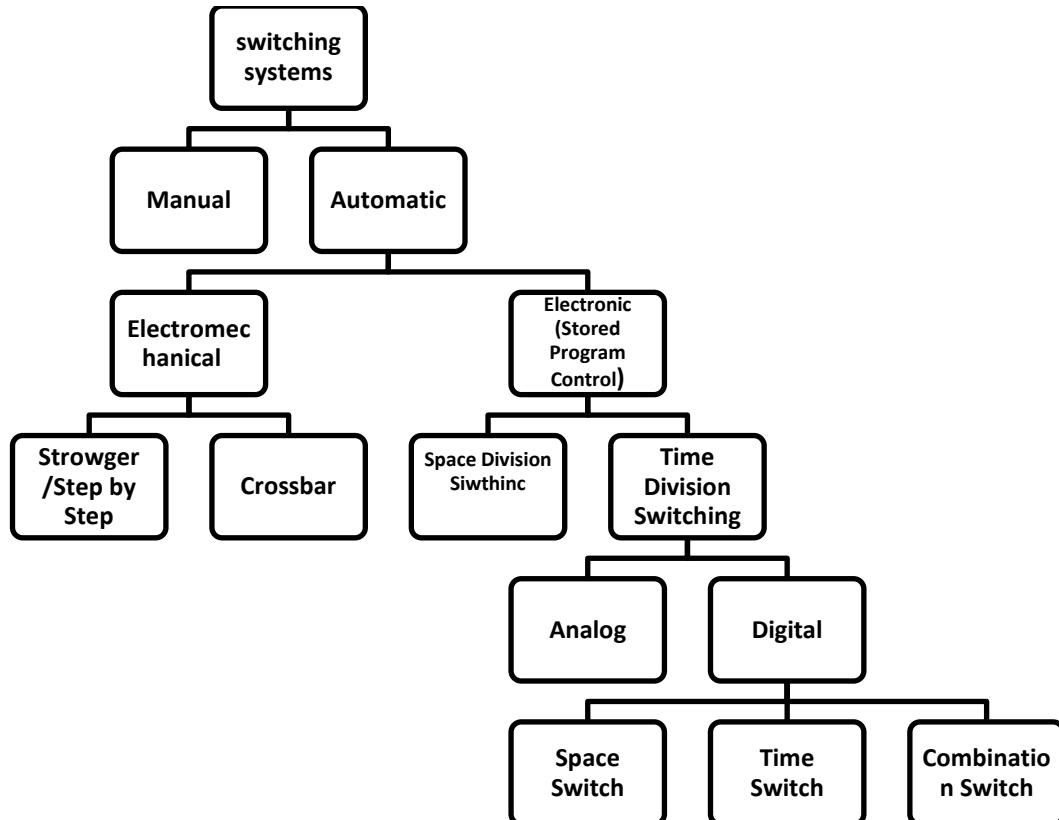 switching
systems
Manual
Automatic
Electromec
hanical
Electronic
(Stored
Program
Control)
Strowger
/Step by
Step
Crossbar
Space Division
Siwthinc
Time
Division
Switching
Analog
Digital
Space
Switch
Time
Switch
Combinatio
n Switch